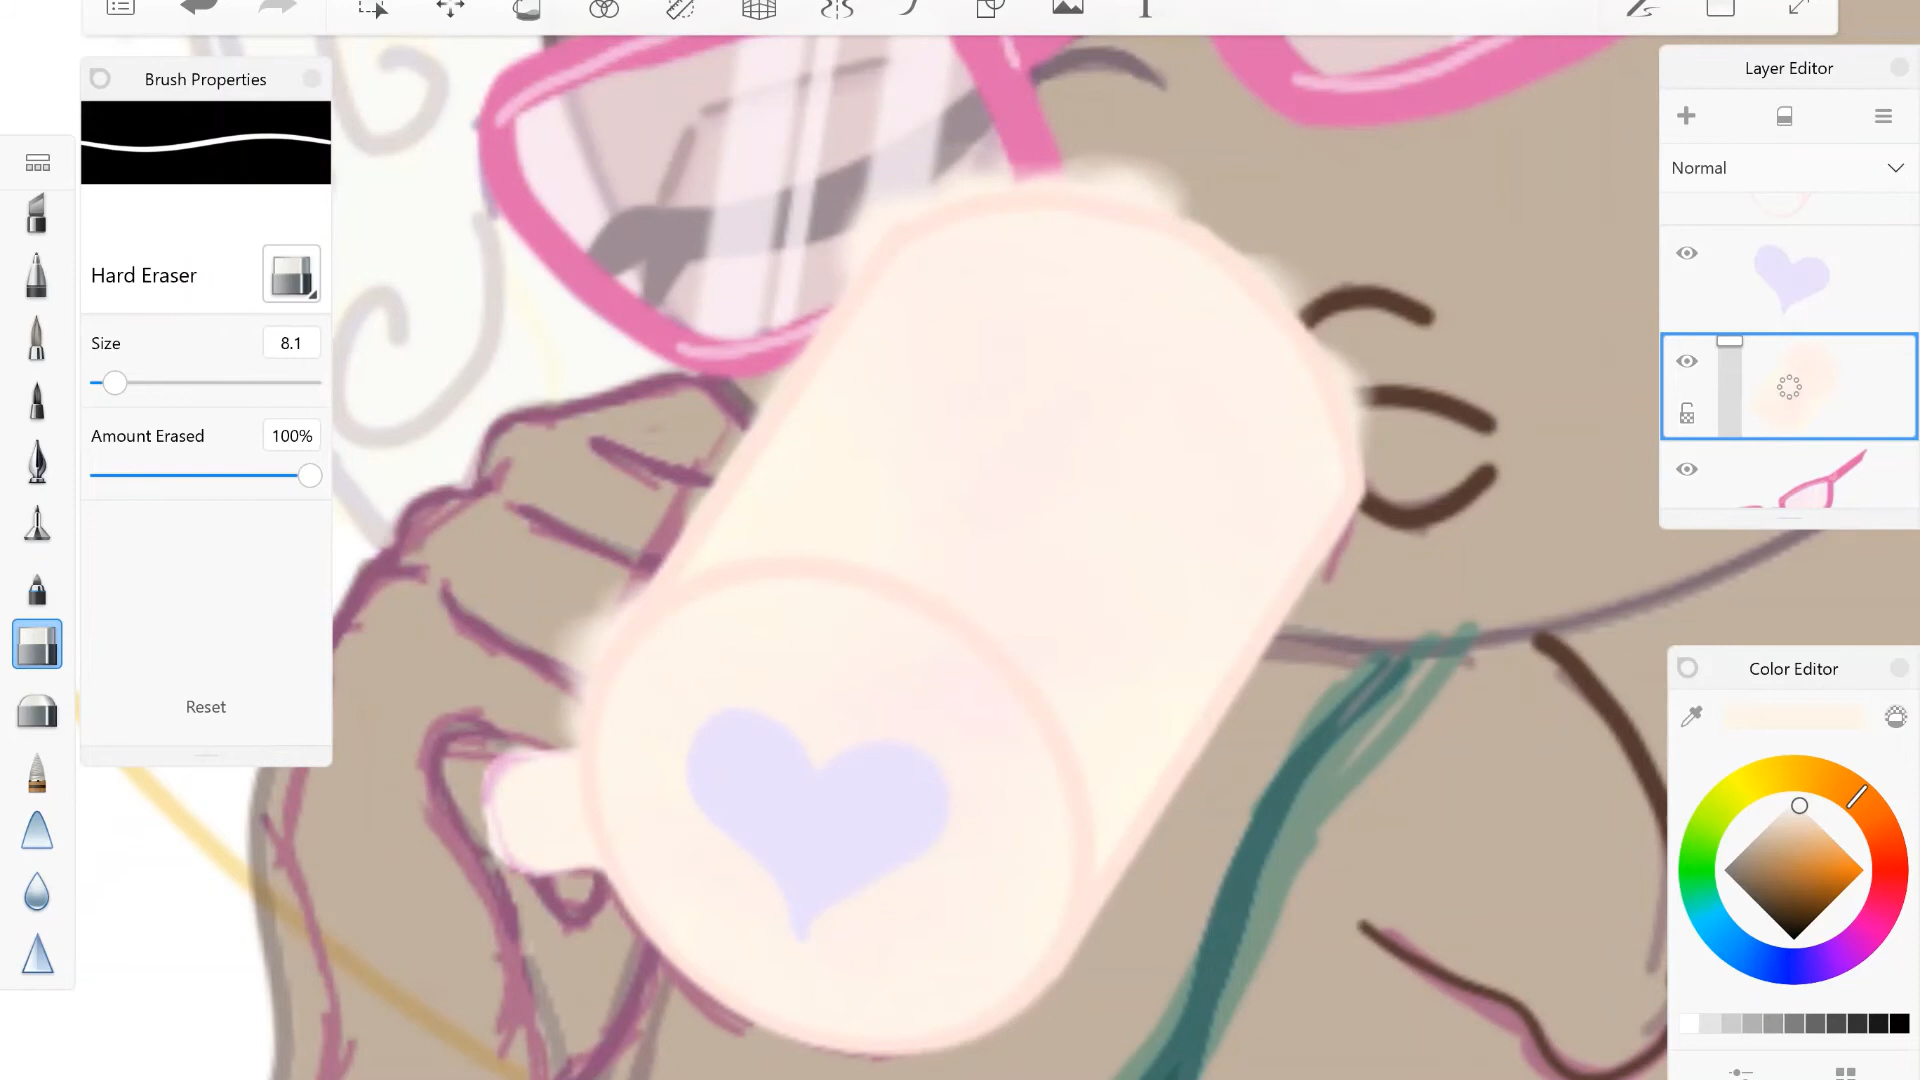 Brush Properties
Hard Eraser
Size
8.1
Amount Erased
100%
Reset
Layer Editor
Normal
Color Editor